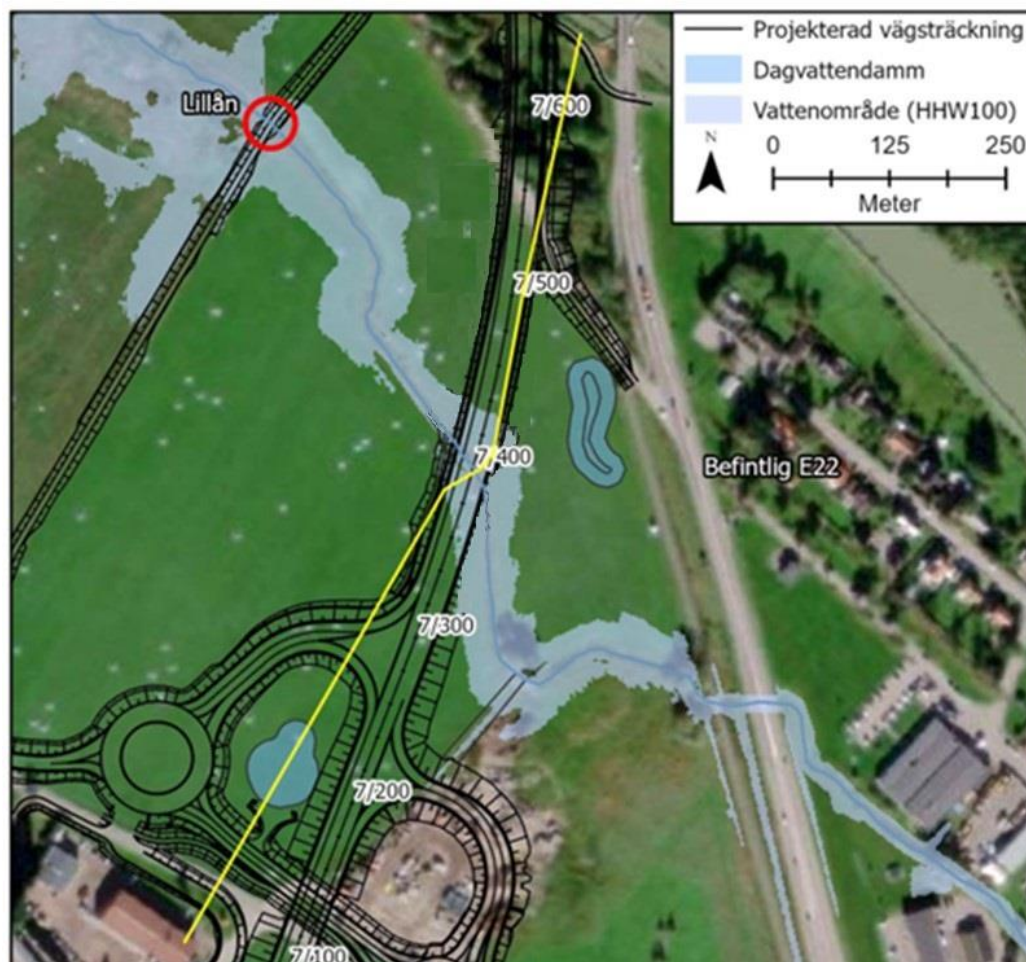 Projekterad vägsträckning
Dagvattendamm
Vattenområde (HHW100)
N
0 125 250
Meter
Lillån
7/600
7/500
7/400
Befintlig E22
7/300
7/200
7/100